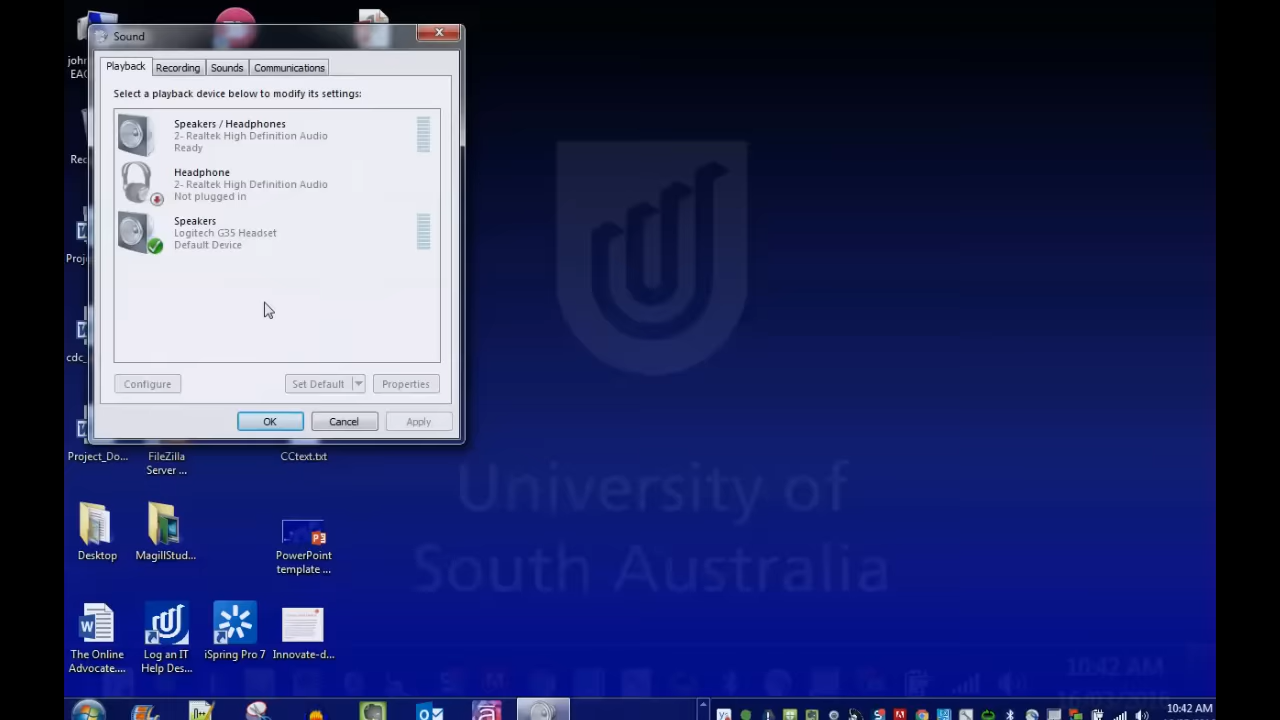 Sound
Playback
Recording
Sounds
Communications
Select a playback device below to modify its settings:
Speakers / Headphones
2- Realtek High Definition Audio
Ready
Headphone
2- Realtek High Definition Audio
Not plugged in
Speakers
Logitech G35 Headset
Default Device
Configure
Set Default
Properties
OK
Cancel
Apply
Project_Do...
FileZilla
Server ...
CCtext.txt
Desktop
MagillStud...
PowerPoint
template ...
The Online
Advocate....
Log an IT
Help Des...
iSpring Pro 7
Innovate-d...
University of
South Australia
10:42 AM
10:42 AM